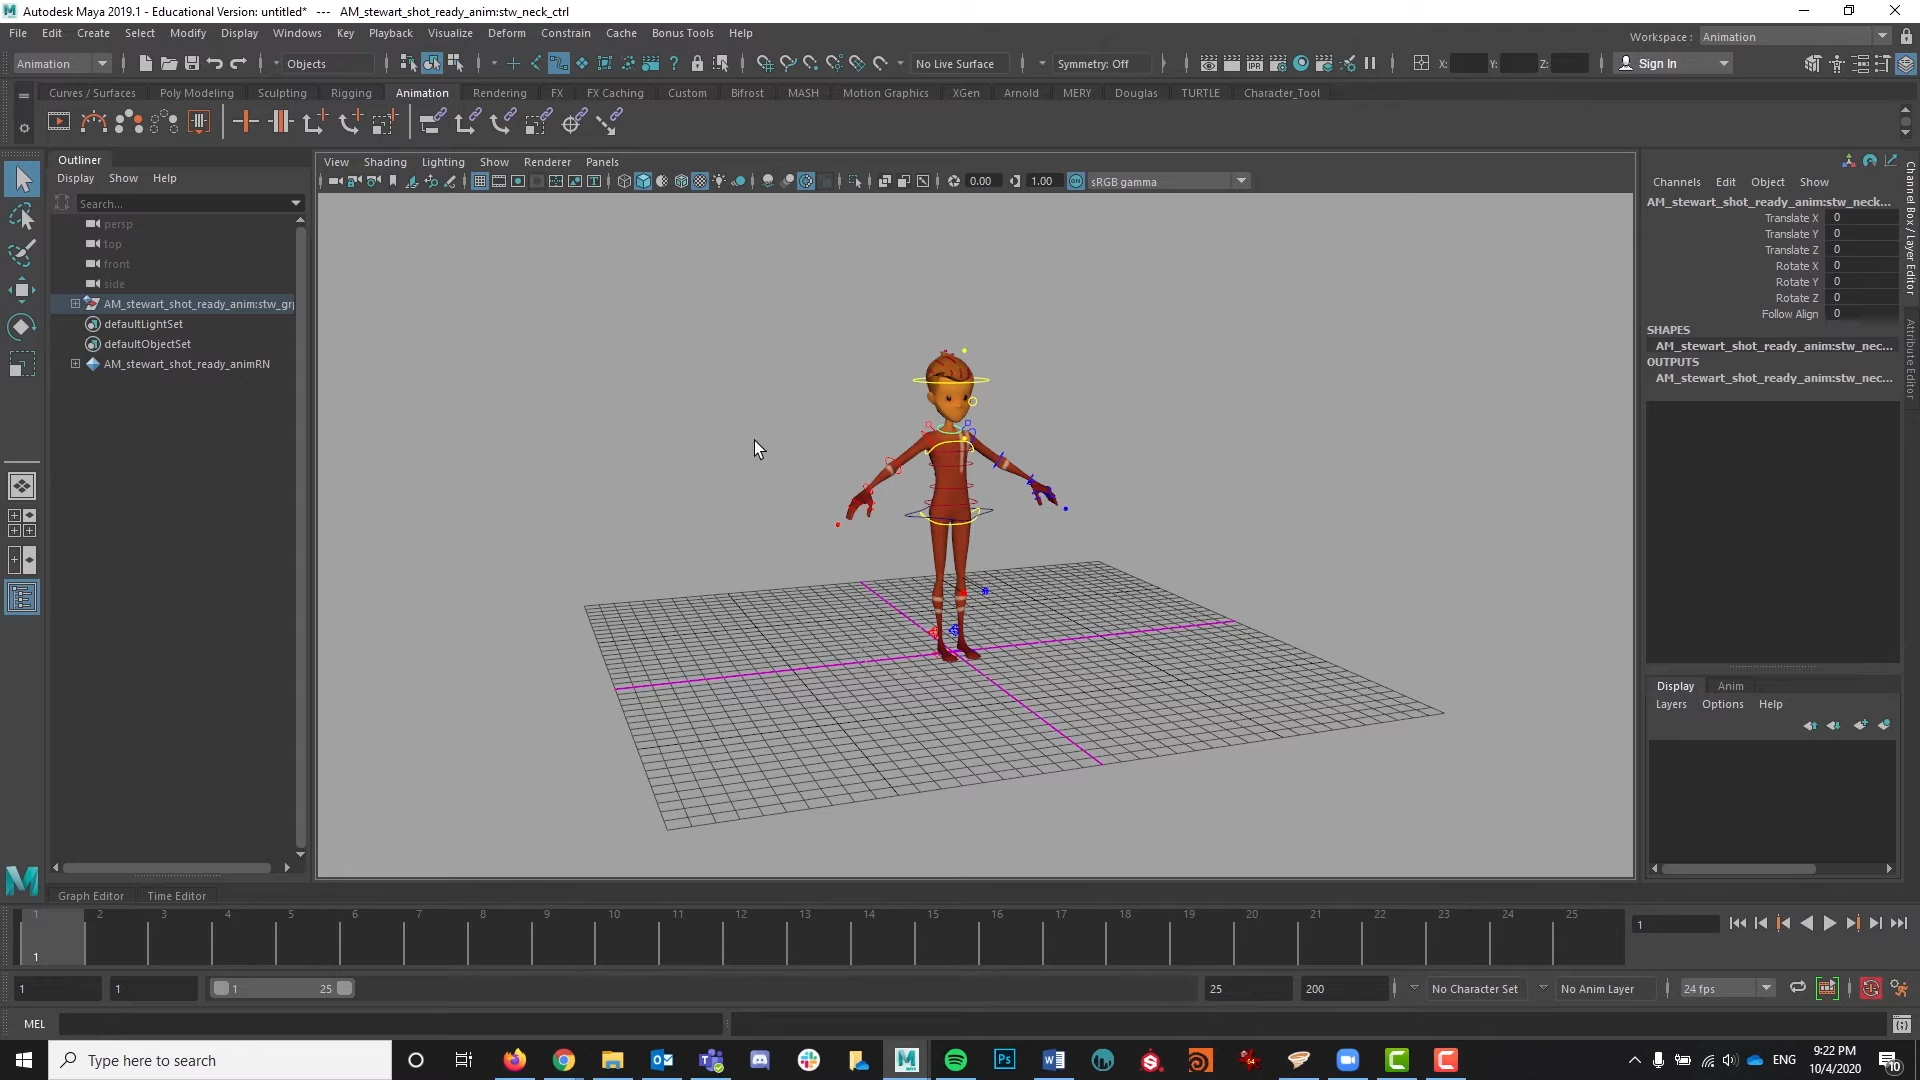 Autodesk Maya 2019.1 - Educational Version: untitled* --- AM_stewart_shot_ready_anim:stw_neck_ctrl
File Edit Create Select Modify Display Windows Key Playback Visualize Deform Constrain Cache Bonus Tools Help
Workspace : Animation
Animation Objects No Live Surface Symmetry: Off X: Y: Z: Sign In
Curves / Surfaces Poly Modeling Sculpting Rigging Animation Rendering FX FX Caching Custom Bifrost MASH Motion Graphics XGen Arnold MERY Douglas TURTLE Character_Tool
Outliner
Display Show Help
Search...
persp
top
front
side
AM_stewart_shot_ready_anim:stw_gr
defaultLightSet
defaultObjectSet
AM_stewart_shot_ready_animRN
View Shading Lighting Show Renderer Panels
0.00 1.00 sRGB gamma
Channels Edit Object Show
AM_stewart_shot_ready_anim:stw_neck...
Translate X 0
Translate Y 0
Translate Z 0
Rotate X 0
Rotate Y 0
Rotate Z 0
Follow Align 0
SHAPES
AM_stewart_shot_ready_anim:stw_nec...
OUTPUTS
AM_stewart_shot_ready_anim:stw_nec...
Channel Box / Layer Editor
Attribute Editor
Display Anim
Layers Options Help
Graph Editor Time Editor
1 2 3 4 5 6 7 8 9 10 11 12 13 14 15 16 17 18 19 20 21 22 23 24 25
1
1
1 1 1 25 25 200 No Character Set No Anim Layer 24 fps
MEL
Type here to search
ENG
9:22 PM
10/4/2020
10